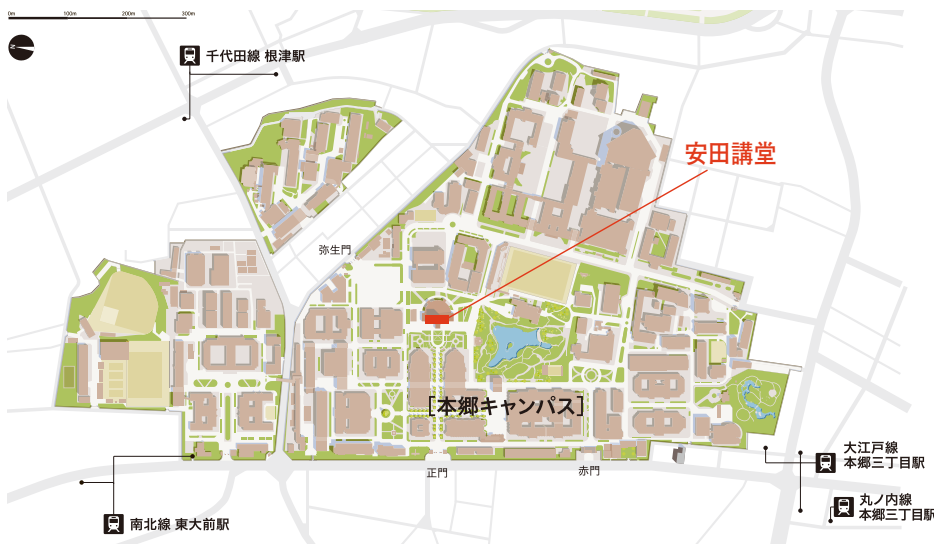 0m 100m 200m 300m
N
千代田線 根津駅
安田講堂
弥生門
[本郷キャンパス]
正門
赤門
大江戸線
本郷三丁目駅
丸ノ内線
本郷三丁目駅
南北線 東大前駅